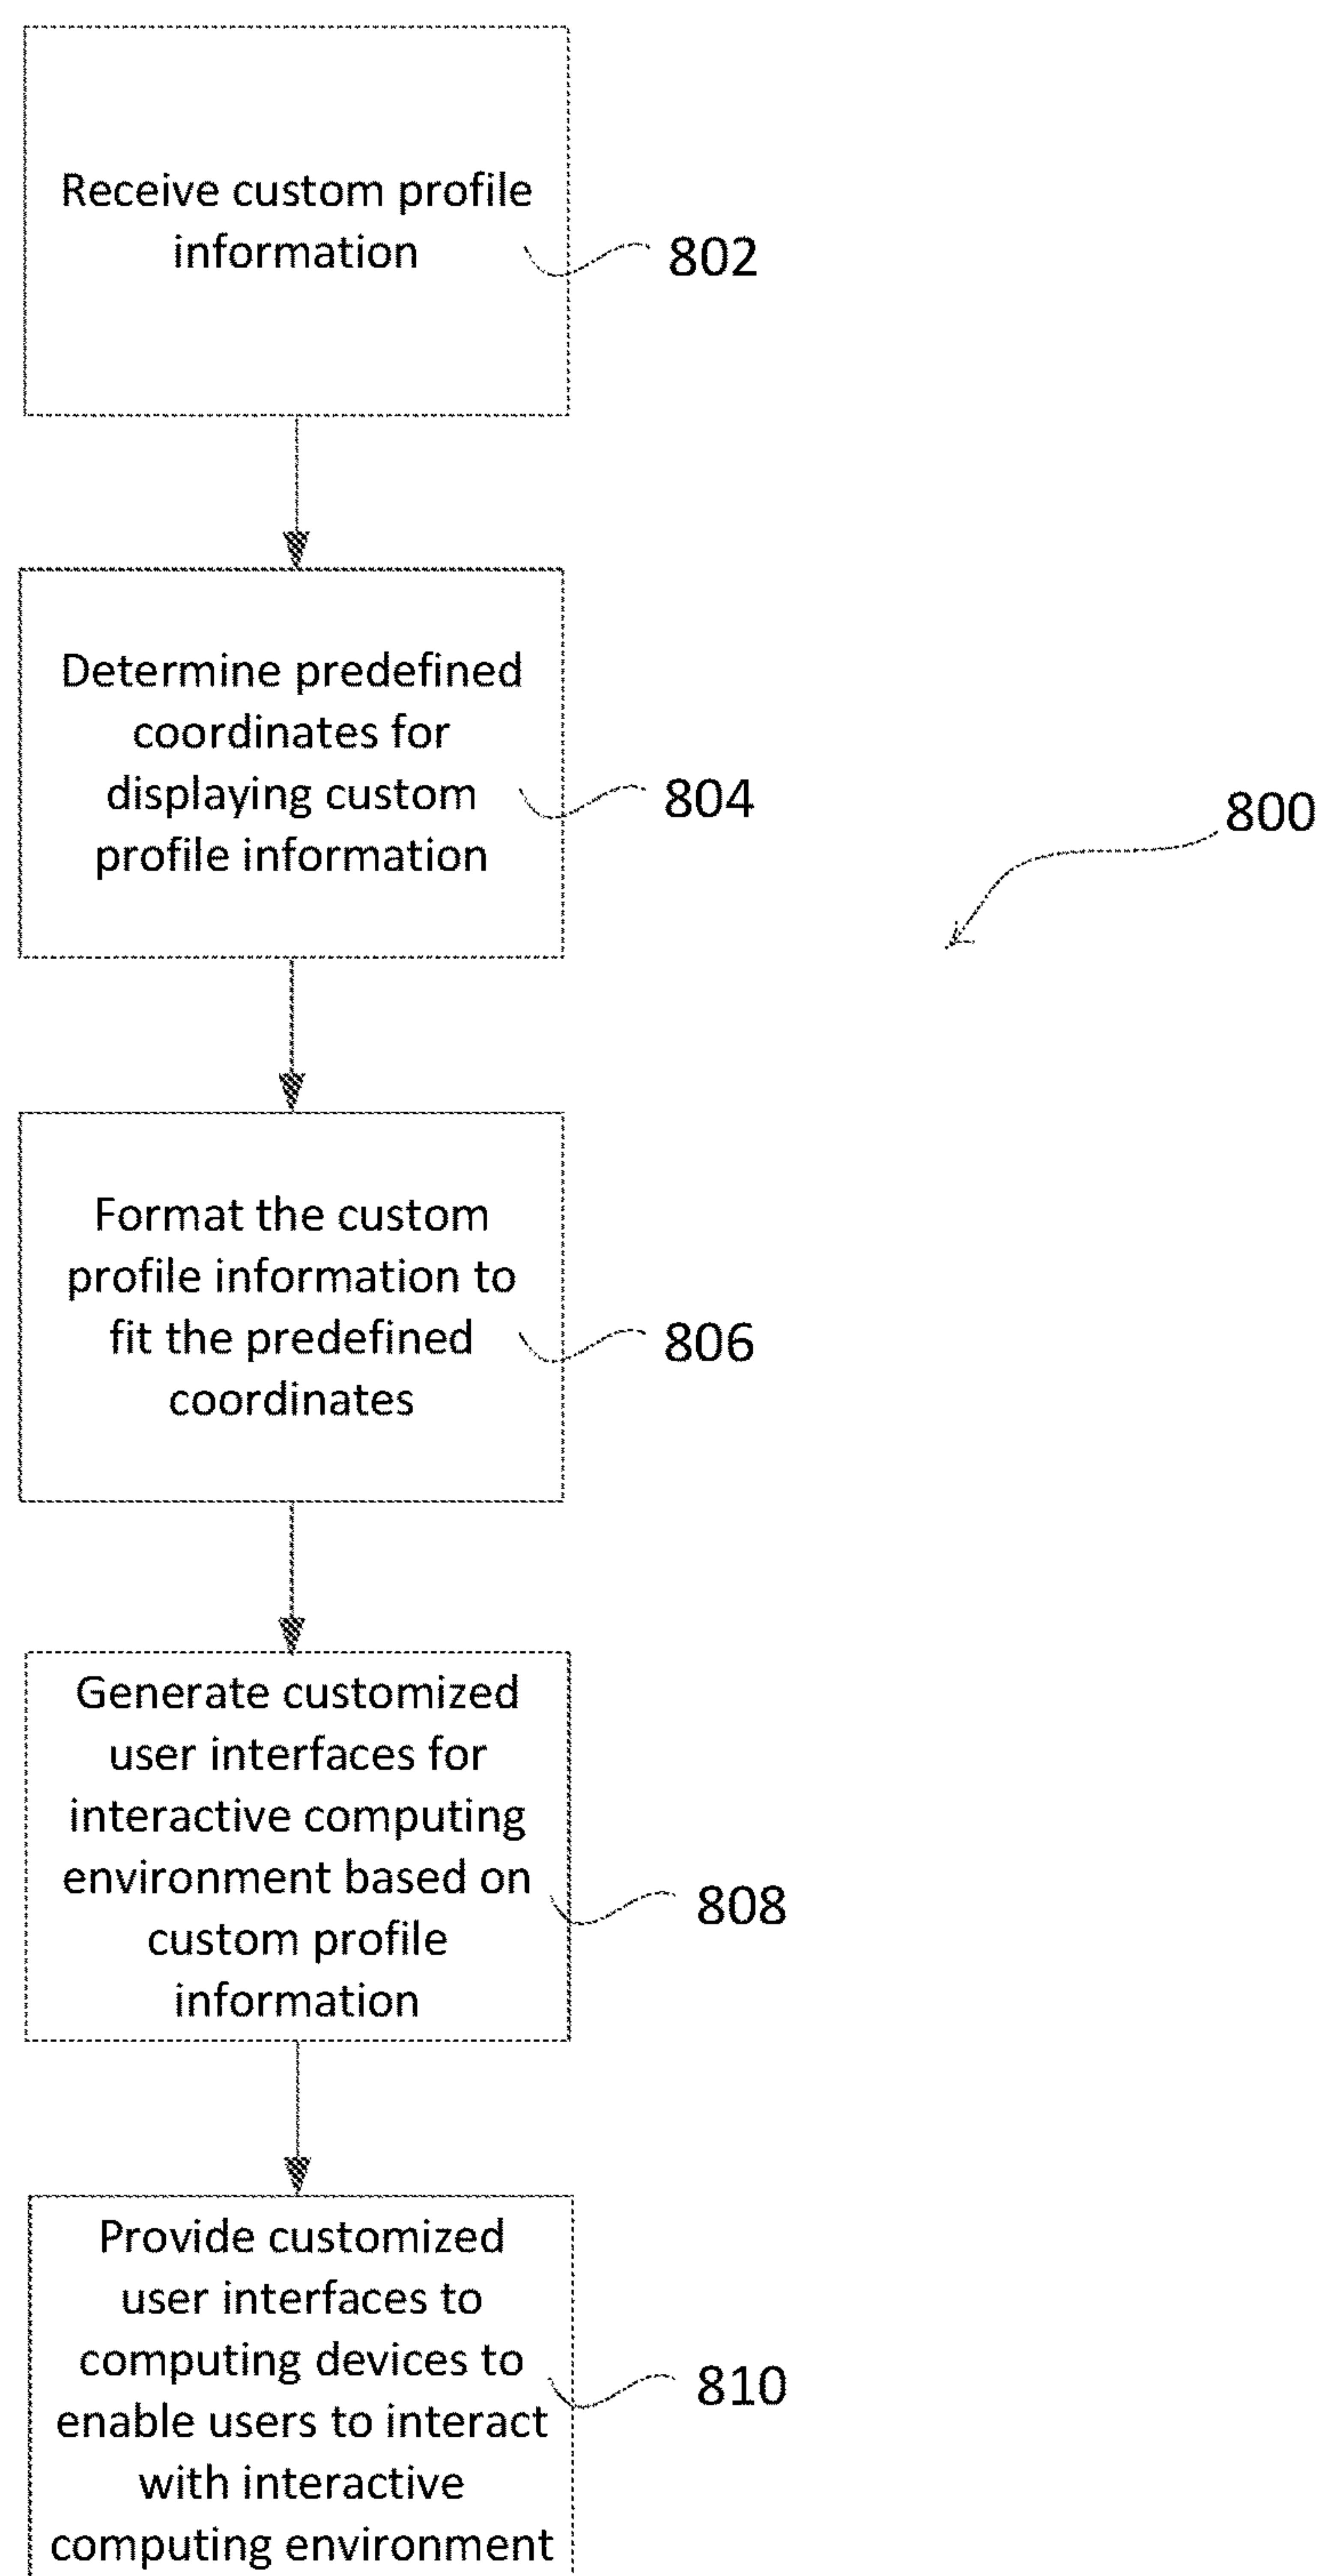 Receive custom profile
information
802
Determine predefined
coordinates for
displaying custom
profile information
804
800
Format the custom
profile information to
fit the predefined
coordinates
806
Generate customized
user interfaces for
interactive computing
environment based on
custom profile
information
808
Provide customized
user interfaces to
computing devices to
enable users to interact
with interactive
computing environment
810